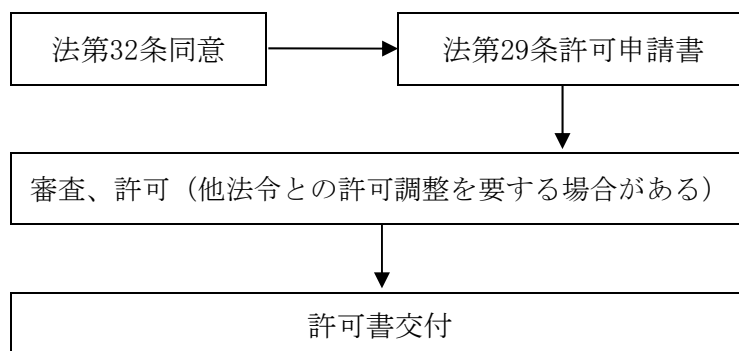 法第32条同意
法第29条許可申請書
審査、許可（他法令との許可調整を要する場合がある）
許可書交付